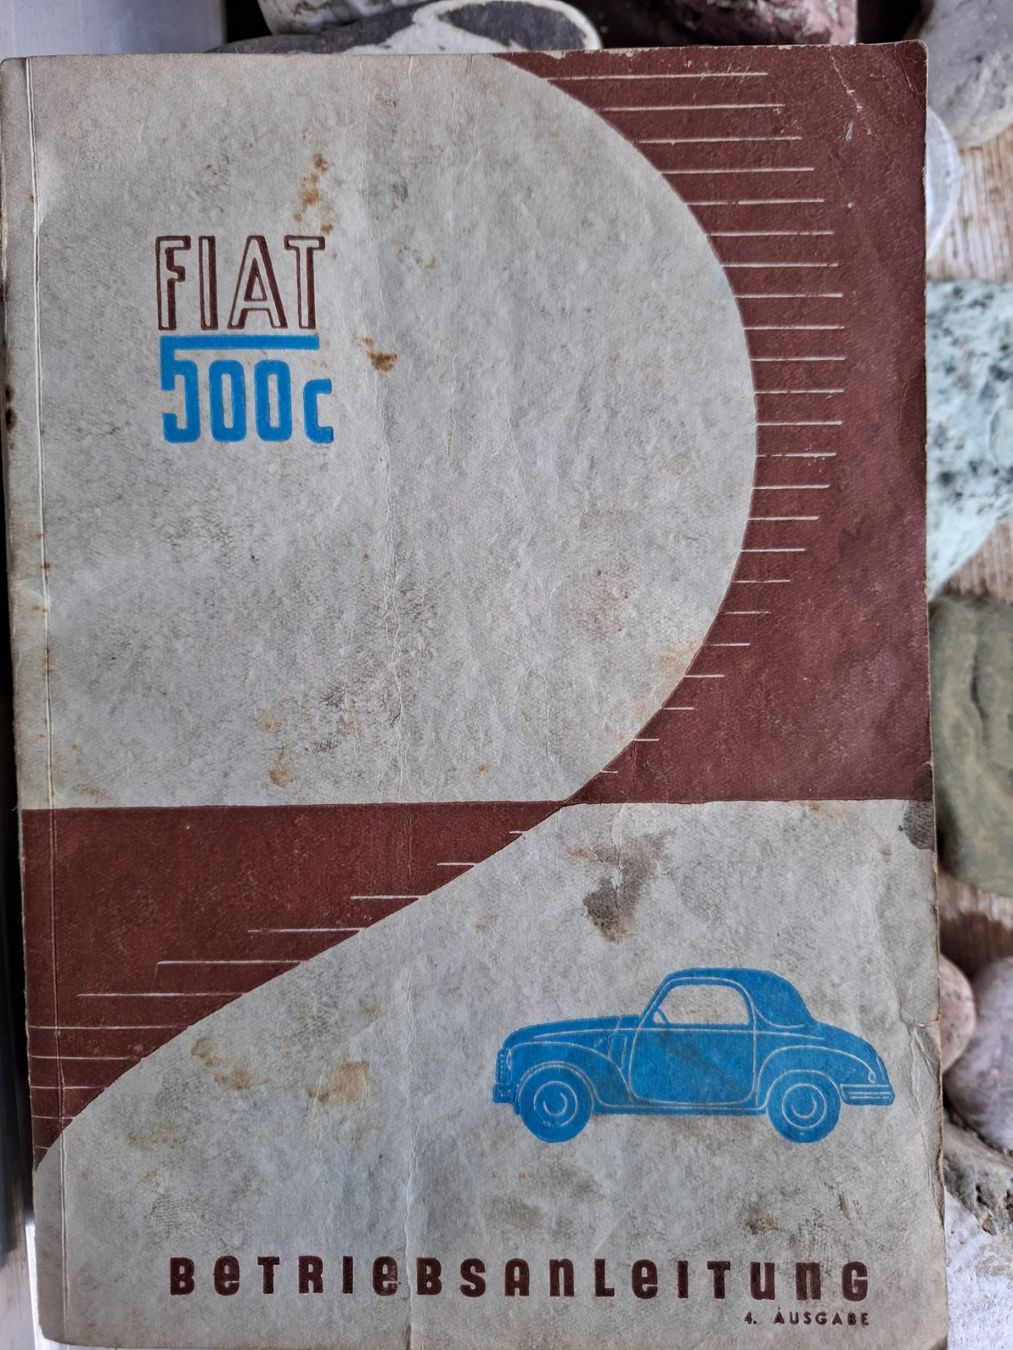 FIAT
500c
BETRIEBSANLEITUNG
4. AUSGABE